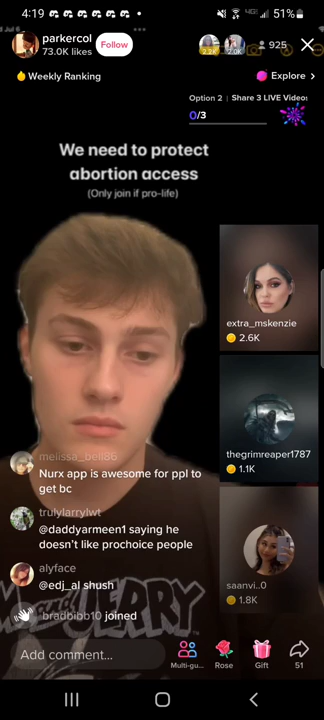 4:19
LTE
51%
parkercol
73.0K likes
Follow
925
Weekly Ranking
Explore >
Option 2 | Share 3 LIVE Videos
0/3
We need to protect
abortion access
(Only join if pro-life)
extra_mskenzie
2.6K
thegrimreaper1787
1.1K
saanvi..0
1.8K
melissa_bell86
Nurx app is awesome for ppl to
get bc
trulylarrylwt
@daddyarmeen1 saying he
doesn't like prochoice people
alyface
@edj_al shush
bradbibb10 joined
Add comment...
Multi-gu...
Rose
Gift
51